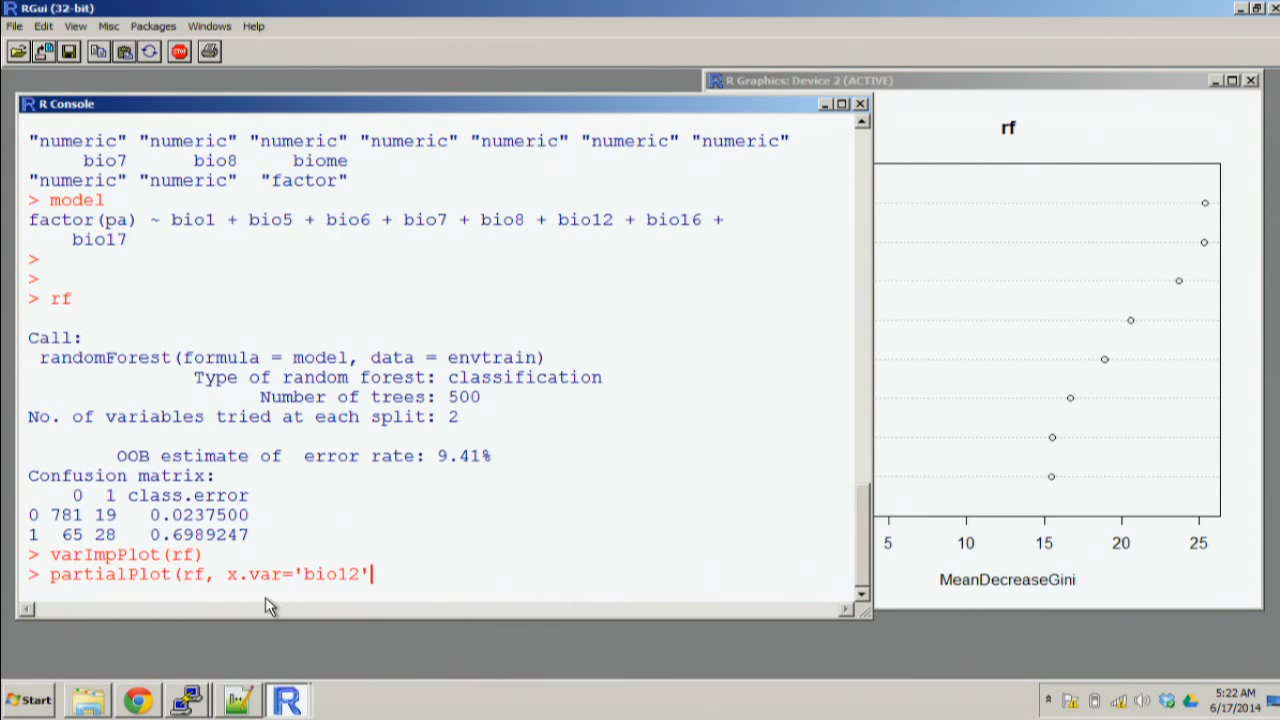 RGui (32-bit)
File Edit View Misc Packages Windows Help
STOP
R Graphics: Device 2 (ACTIVE)
R Console
"numeric" "numeric" "numeric" "numeric" "numeric" "numeric" "numeric"
bio7 bio8 biome
"numeric" "numeric" "factor"
> model
factor(pa) ~ bio1 + bio5 + bio6 + bio7 + bio8 + bio12 + bio16 +
bio17
>
>
> rf
Call:
randomForest(formula = model, data = envtrain)
Type of random forest: classification
Number of trees: 500
No. of variables tried at each split: 2
OOB estimate of error rate: 9.41%
Confusion matrix:
0 1 class.error
0 781 19 0.0237500
1 65 28 0.6989247
> varImpPlot(rf)
> partialPlot(rf, x.var='bio12'
rf
5 10 15 20 25
MeanDecreaseGini
Start
5:22 AM
6/17/2014